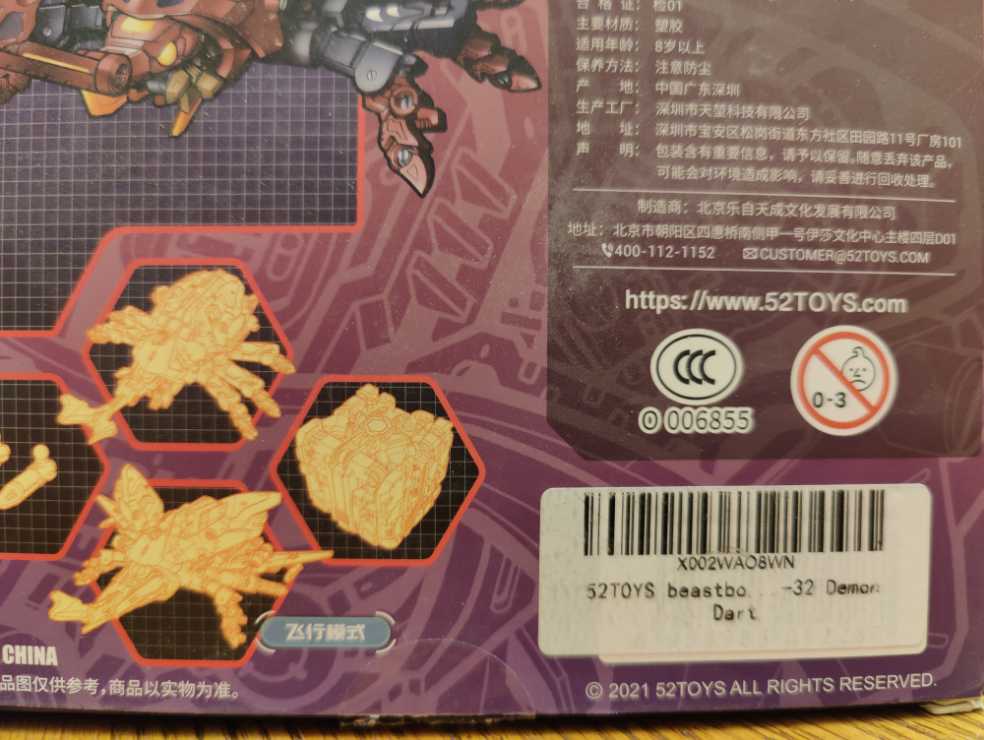 合 格 证: 检01
主要材质: 塑胶
适用年龄: 8岁以上
保养方法: 注意防尘
产 地: 中国广东深圳
生产工厂: 深圳市天堃科技有限公司
地 址: 深圳市宝安区松岗街道东方社区田园路11号厂房101
声 明: 包装含有重要信息，请予以保留,随意丢弃该产品，
可能会对环境造成影响，请妥善进行回收处理。
制造商: 北京乐自天成文化发展有限公司
地址: 北京市朝阳区四惠桥南侧甲一号伊莎文化中心主楼四层D01
400-112-1152 CUSTOMER@52TOYS.COM
https://www.52TOYS.com
CCC
006855
0-3
X002WAO8WN
52TOYS beastbo...-32 Demon
Dart
飞行模式
CHINA
品图仅供参考，商品以实物为准。
© 2021 52TOYS ALL RIGHTS RESERVED.